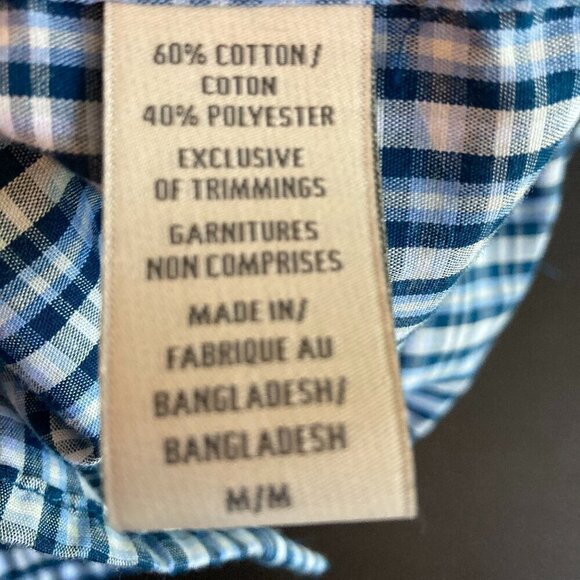 60% COTTON/
COTON
40% POLYESTER
EXCLUSIVE
OF TRIMMINGS
GARNITURES
NON COMPRISES
MADE IN/
FABRIQUE AU
BANGLADESH/
BANGLADESH
M/M